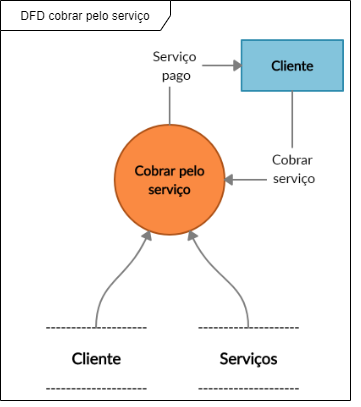 DFD cobrar pelo serviço
Serviço
pago
Cliente
Cobrar
serviço
Cobrar pelo
serviço
Cliente
Serviços